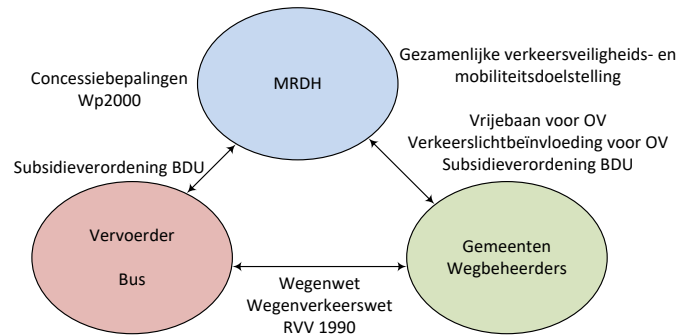 Gezamenlijke verkeersveiligheids- en
mobiliteitsdoelstelling
Concessiebepalingen
Wp2000
MRDH
Vrijebaan voor OV
Verkeerslichtbeïnvloeding voor OV
Subsidieverordening BDU
Subsidieverordening BDU
Vervoerder
Bus
Gemeenten
Wegbeheerders
Wegenwet
Wegenverkeerswet
RVV 1990